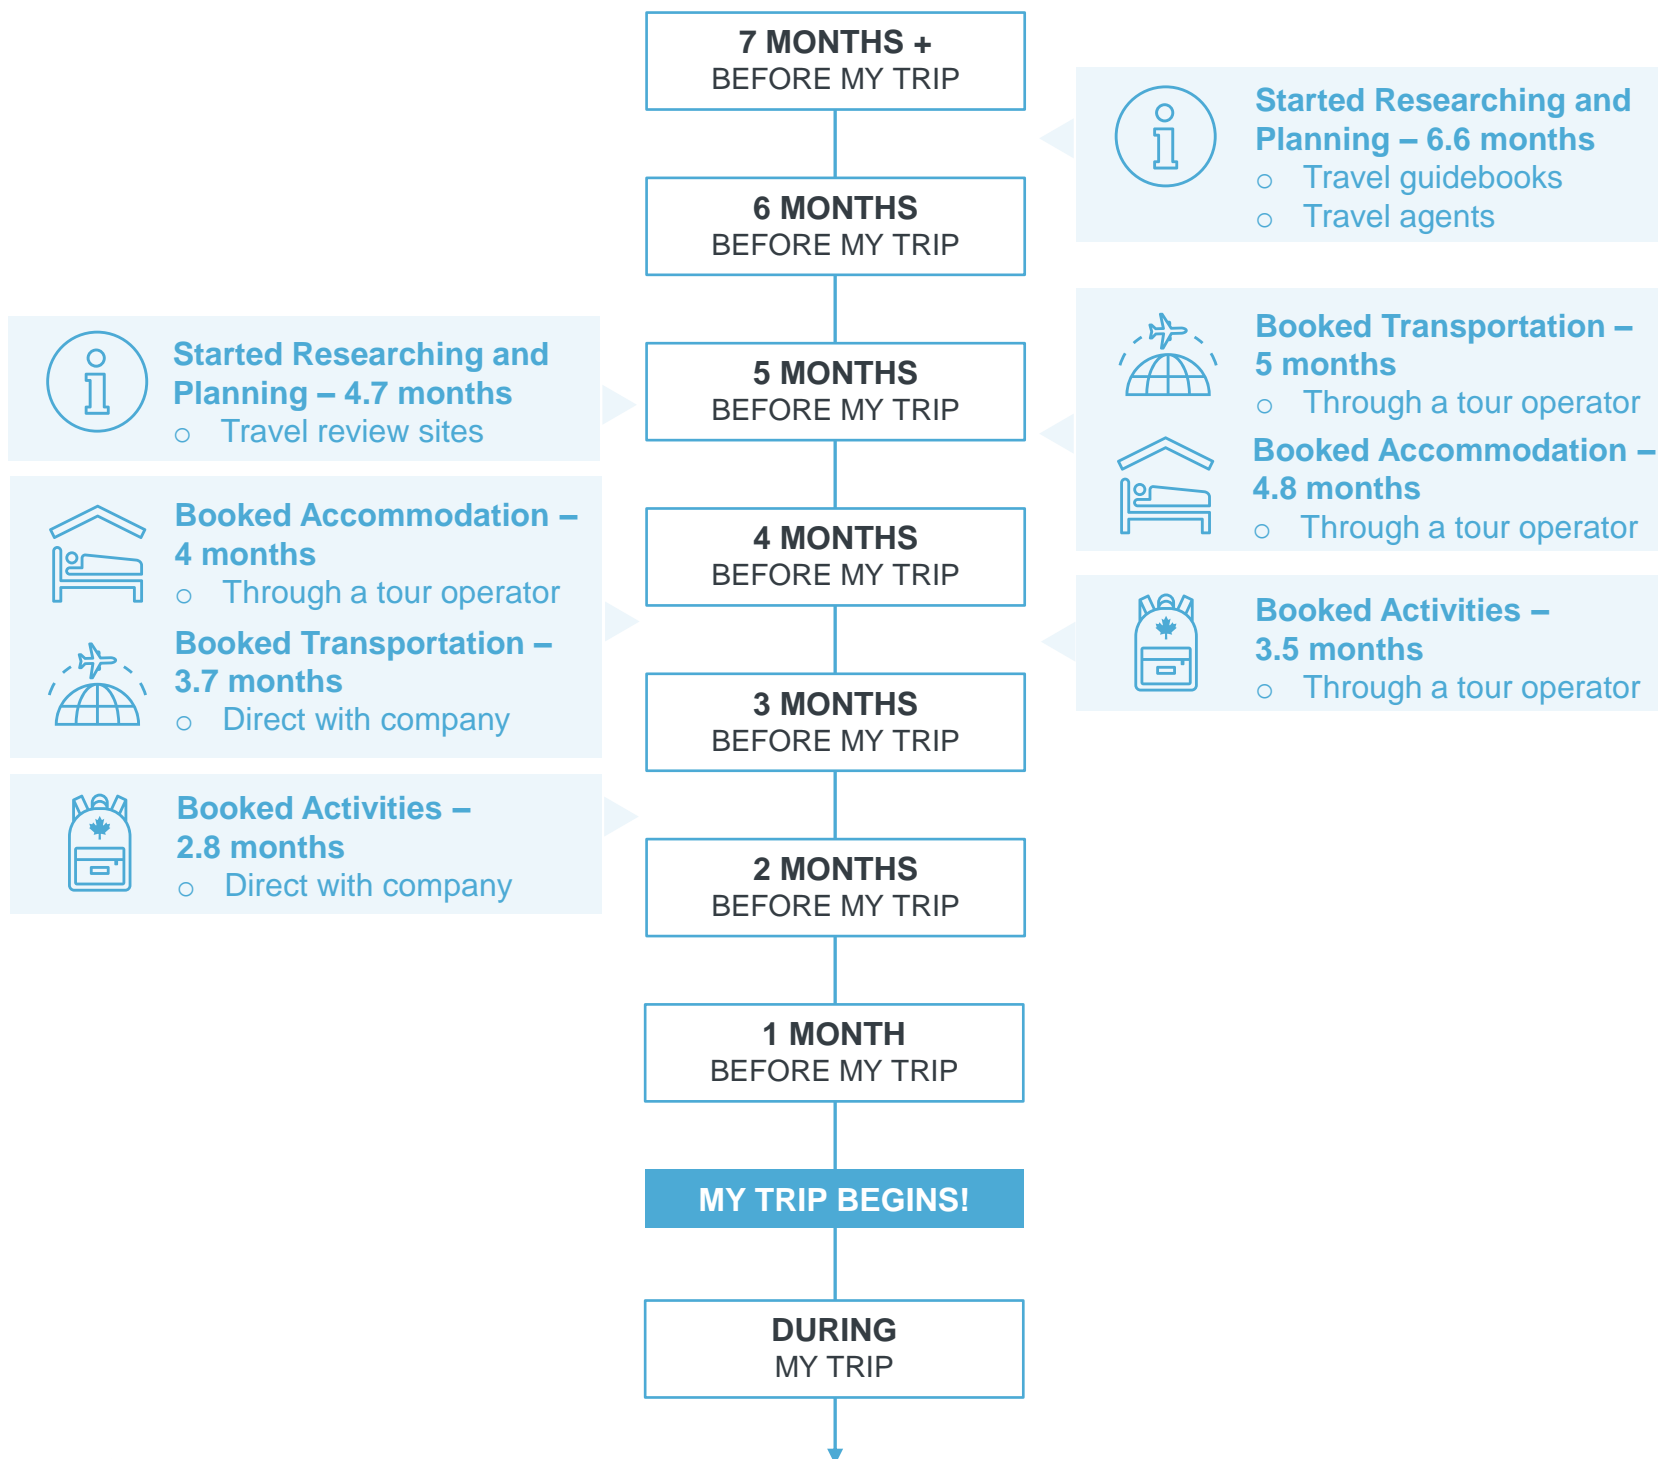 7 MONTHS +
BEFORE MY TRIP
Started Researching and
Planning – 6.6 months
○ Travel guidebooks
○ Travel agents
6 MONTHS
BEFORE MY TRIP
Booked Transportation –
5 months
○ Through a tour operator
Booked Accommodation –
4.8 months
○ Through a tour operator
Started Researching and
Planning – 4.7 months
○ Travel review sites
5 MONTHS
BEFORE MY TRIP
Booked Accommodation –
4 months
○ Through a tour operator
Booked Transportation –
3.7 months
○ Direct with company
4 MONTHS
BEFORE MY TRIP
Booked Activities –
3.5 months
○ Through a tour operator
3 MONTHS
BEFORE MY TRIP
Booked Activities –
2.8 months
○ Direct with company
2 MONTHS
BEFORE MY TRIP
1 MONTH
BEFORE MY TRIP
MY TRIP BEGINS!
DURING
MY TRIP